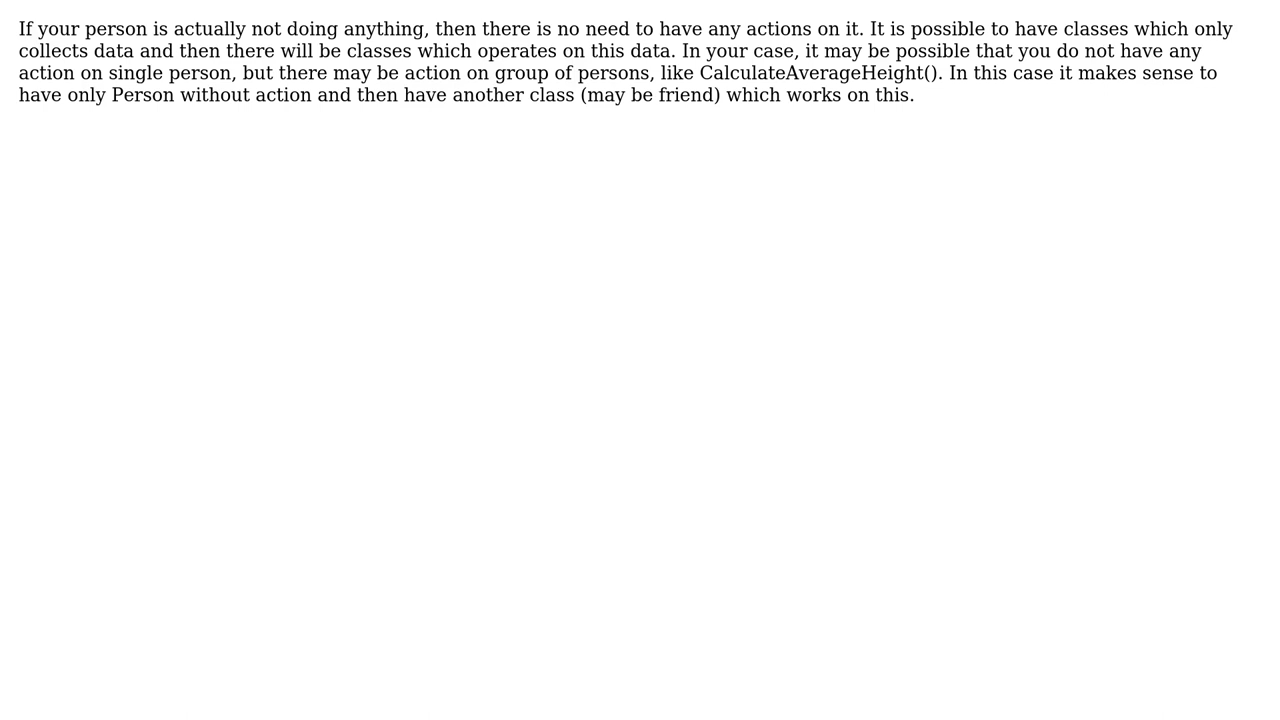 If your person is actually not doing anything, then there is no need to have any actions on it. It is possible to have classes which only
collects data and then there will be classes which operates on this data. In your case, it may be possible that you do not have any
action on single person, but there may be action on group of persons, like CalculateAverageHeight(). In this case it makes sense to
have only Person without action and then have another class (may be friend) which works on this.